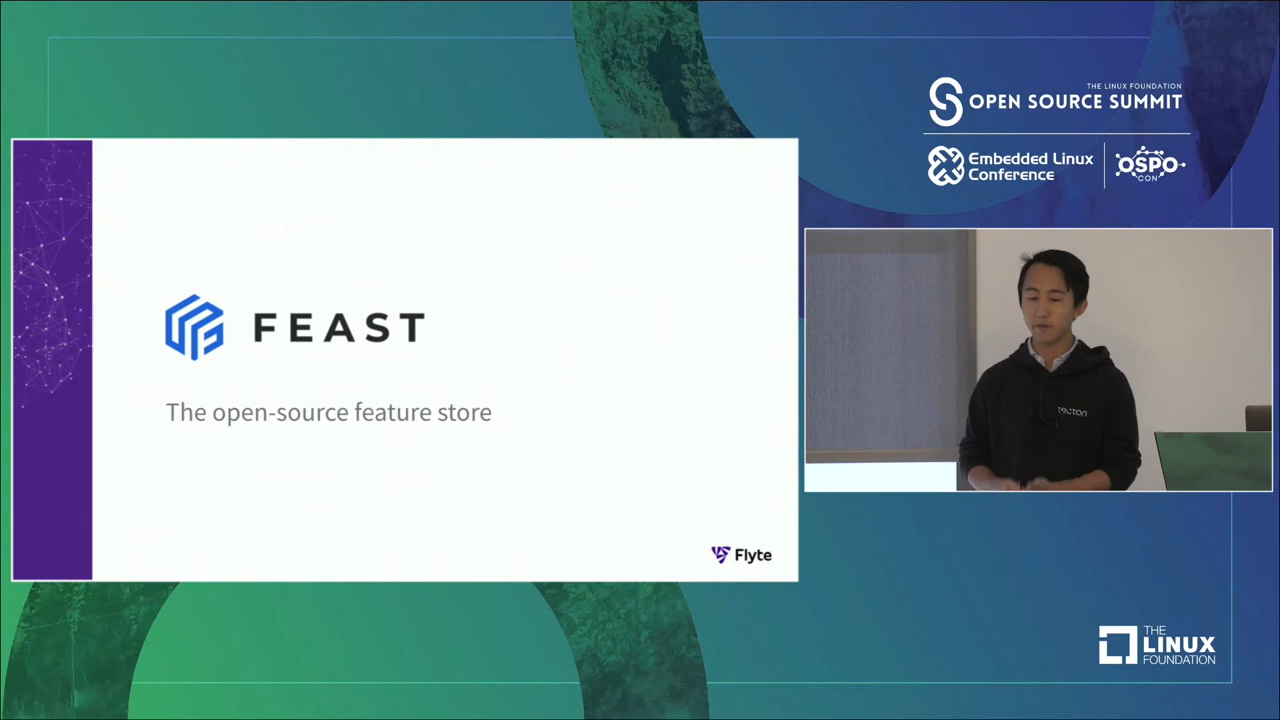 THE LINUX FOUNDATION
OPEN SOURCE SUMMIT
Embedded Linux
Conference
OSPO
CON
FEAST
The open-source feature store
Flyte
tecton
THE
LINUX
FOUNDATION